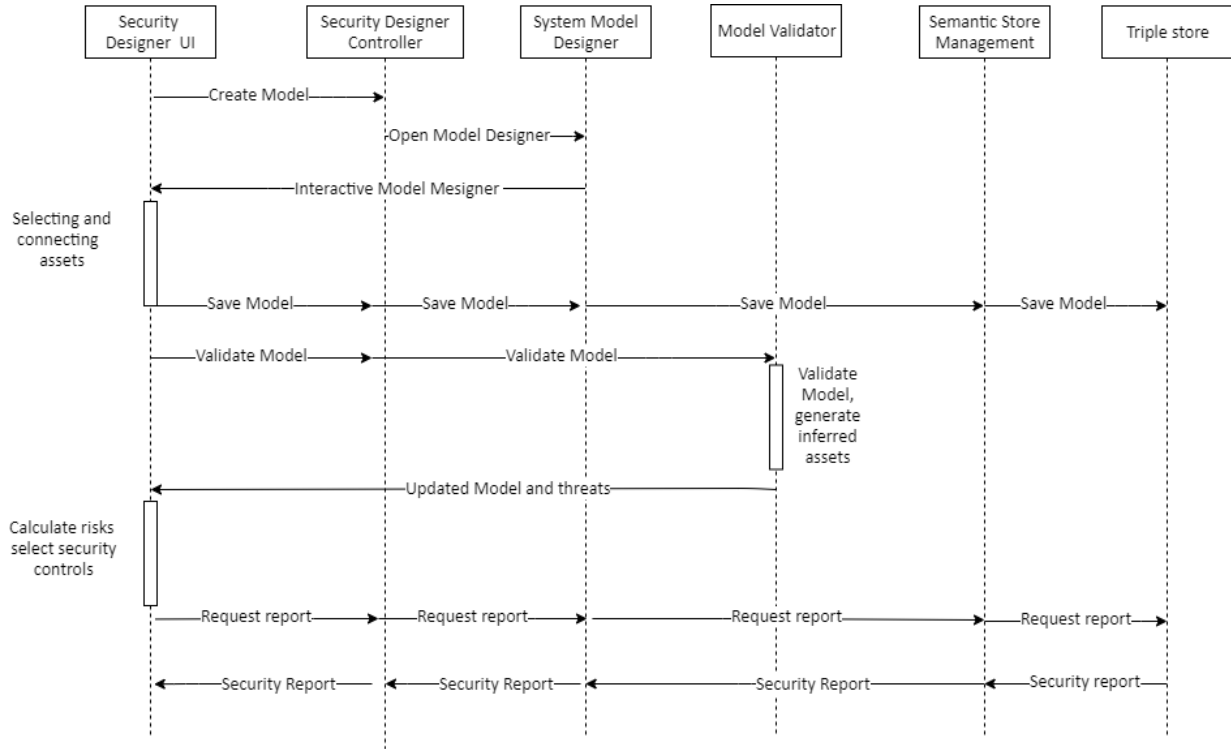 Security
Designer UI
Security Designer
Controller
System Model
Designer
Model Validator
Semantic Store
Management
Triple store
Create Model
Open Model Designer
Interactive Model Mesigner
Selecting and
connecting
assets
Save Model
Save Model
Save Model
Save Model
Validate Model
Validate Model
Validate
Model,
generate
inferred
assets
Updated Model and threats
Calculate risks
select security
controls
Request report
Request report
Request report
Request report
Security Report
Security Report
Security Report
Security report